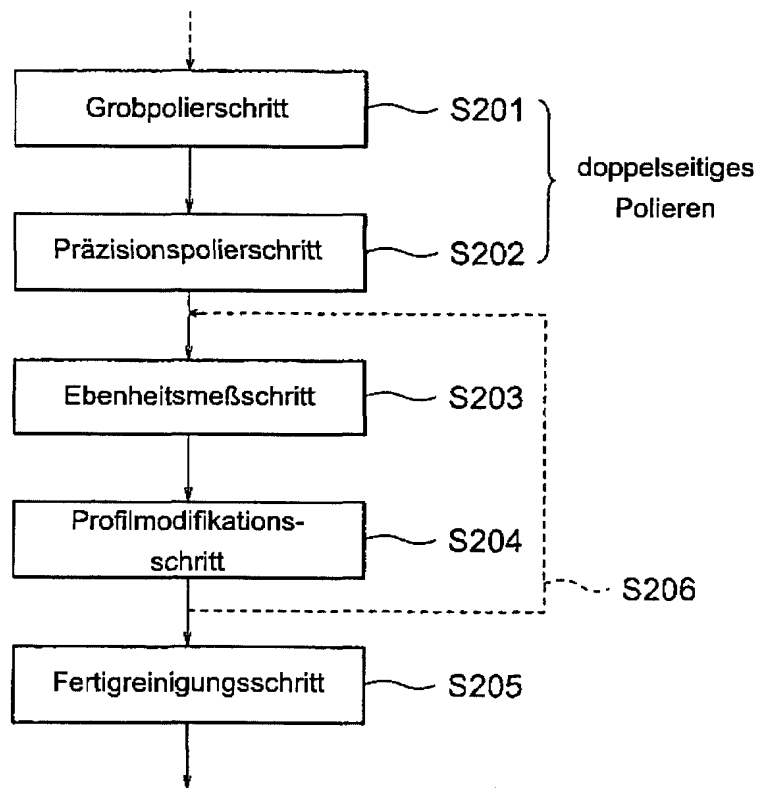 Grobpolierschritt
S201
doppelseitiges
Polieren
Präzisionspolierschritt
S202
Ebenheitsmeßschritt
S203
Profilmodifikations-
schritt
S204
S206
Fertigreinigungsschritt
S205